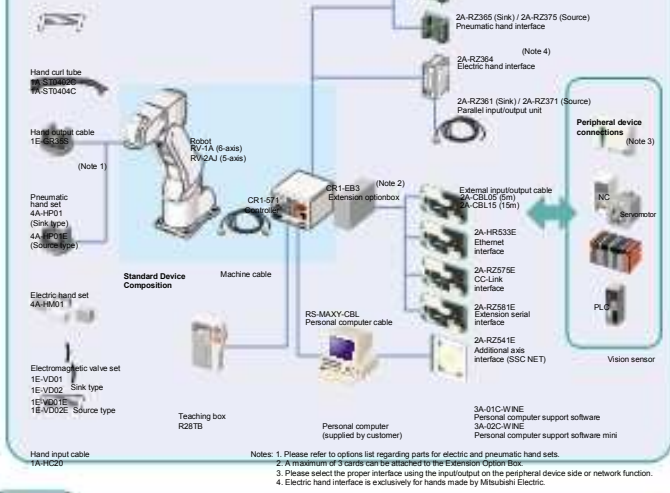 2A-RZ365 (Sink) / 2A-RZ375 (Source)
Pneumatic hand interface
(Note 4)
2A-RZ364
Electric hand interface
2A-RZ361 (Sink) / 2A-RZ371 (Source)
Parallel input/output unit
Hand curl tube
1A-ST0402C
1A-ST0404C
Hand output cable
1E-GR35S
(Note 1)
Robot
RV-1A (6-axis)
RV-2AJ (5-axis)
Peripheral device
connections
(Note 3)
Pneumatic
hand set
4A-HP01
(Sink type)
4A-HP01E
(Source type)
CR1-571
Controller
CR1-EB3
Extension optionbox
(Note 2)
External input/output cable
2A-CBL05 (5m)
2A-CBL15 (15m)
NC
Servomotor
2A-HR533E
Ethernet
interface
2A-RZ575E
CC-Link
interface
Standard Device
Composition
Machine cable
Electric hand set
4A-HM01
RS-MAXY-CBL
Personal computer cable
2A-RZ581E
Extension serial
interface
PLC
2A-RZ541E
Additional axis
interface (SSC NET)
Vision sensor
Electromagnetic valve set
1E-VD01
1E-VD02 Sink type
1E-VD01E
1E-VD02E Source type
Teaching box
R28TB
Personal computer
(supplied by customer)
3A-01C-WINE
Personal computer support software
3A-02C-WINE
Personal computer support software mini
Hand input cable
1A-HC20
Notes: 1. Please refer to options list regarding parts for electric and pneumatic hand sets.
2. A maximum of 3 cards can be attached to the Extension Option Box.
3. Please select the proper interface using the input/output on the peripheral device side or network function.
4. Electric hand interface is exclusively for hands made by Mitsubishi Electric.